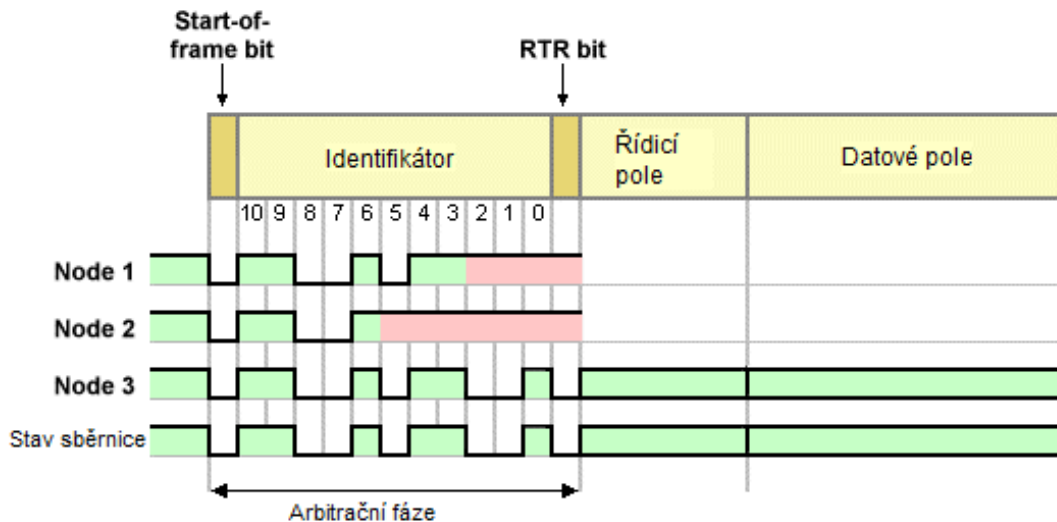 Start-of-
frame bit
RTR bit
Identifikátor
Řídicí
pole
Datové pole
10 9 8 7 6 5 4 3 2 1 0
Node 1
Node 2
Node 3
Stav sběrnice
Arbitrační fáze